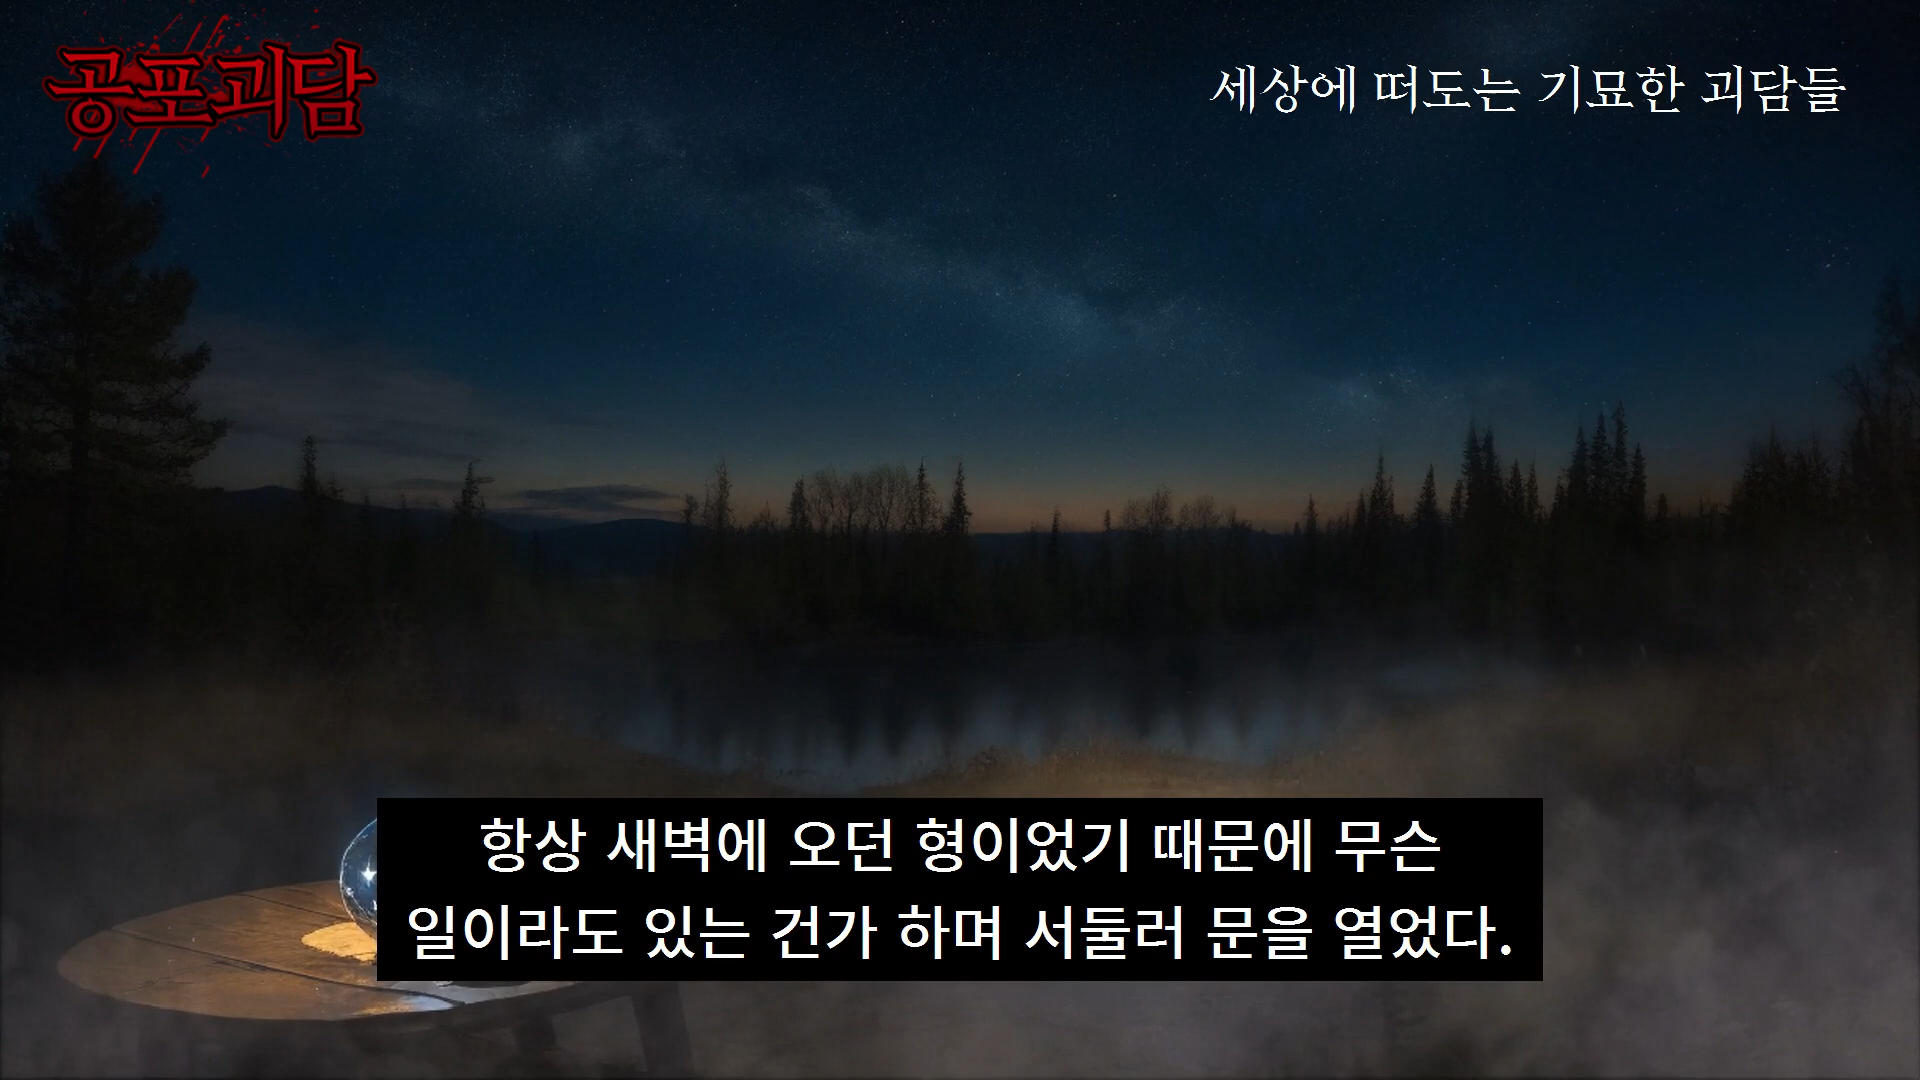 공포괴담
세상에 떠도는 기묘한 괴담들
항상 새벽에 오던 형이었기 때문에 무슨
일이라도 있는 건가 하며 서둘러 문을 열었다.